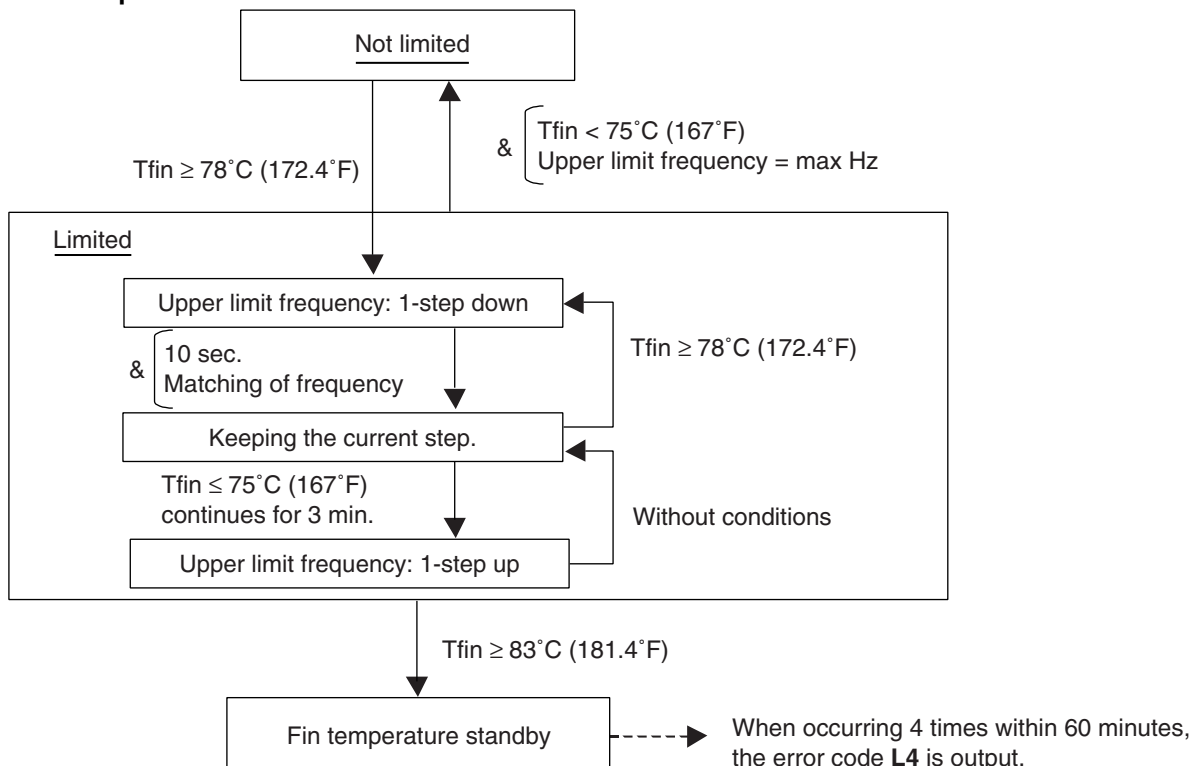 Not limited
&
Tfin < 75˚C (167˚F)
Upper limit frequency = max Hz
Tfin ≥ 78˚C (172.4˚F)
Limited
Upper limit frequency: 1-step down
&
10 sec.
Matching of frequency
Tfin ≥ 78˚C (172.4˚F)
Keeping the current step.
Tfin ≤ 75˚C (167˚F)
continues for 3 min.
Without conditions
Upper limit frequency: 1-step up
Tfin ≥ 83˚C (181.4˚F)
Fin temperature standby
When occurring 4 times within 60 minutes,
the error code L4 is output.